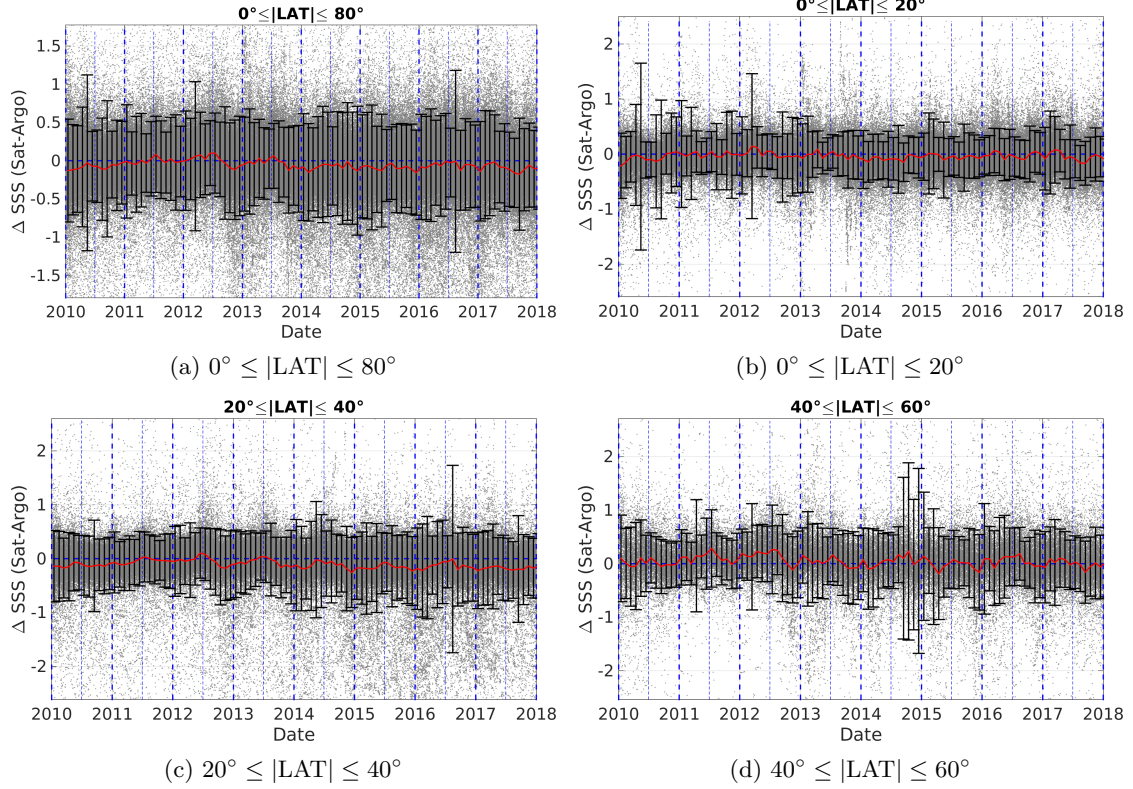 0°≤|LAT|≤ 80°
Δ SSS (Sat-Argo)
1.5
1
0.5
0
-0.5
-1
-1.5
2010 2011 2012 2013 2014 2015 2016 2017 2018
Date
(a) 0° ≤ |LAT| ≤ 80°
0°≤|LAT|≤ 20°
Δ SSS (Sat-Argo)
2
1
0
-1
-2
2010 2011 2012 2013 2014 2015 2016 2017 2018
Date
(b) 0° ≤ |LAT| ≤ 20°
20°≤|LAT|≤ 40°
Δ SSS (Sat-Argo)
2
1
0
-1
-2
2010 2011 2012 2013 2014 2015 2016 2017 2018
Date
(c) 20° ≤ |LAT| ≤ 40°
40°≤|LAT|≤ 60°
Δ SSS (Sat-Argo)
2
1
0
-1
-2
2010 2011 2012 2013 2014 2015 2016 2017 2018
Date
(d) 40° ≤ |LAT| ≤ 60°